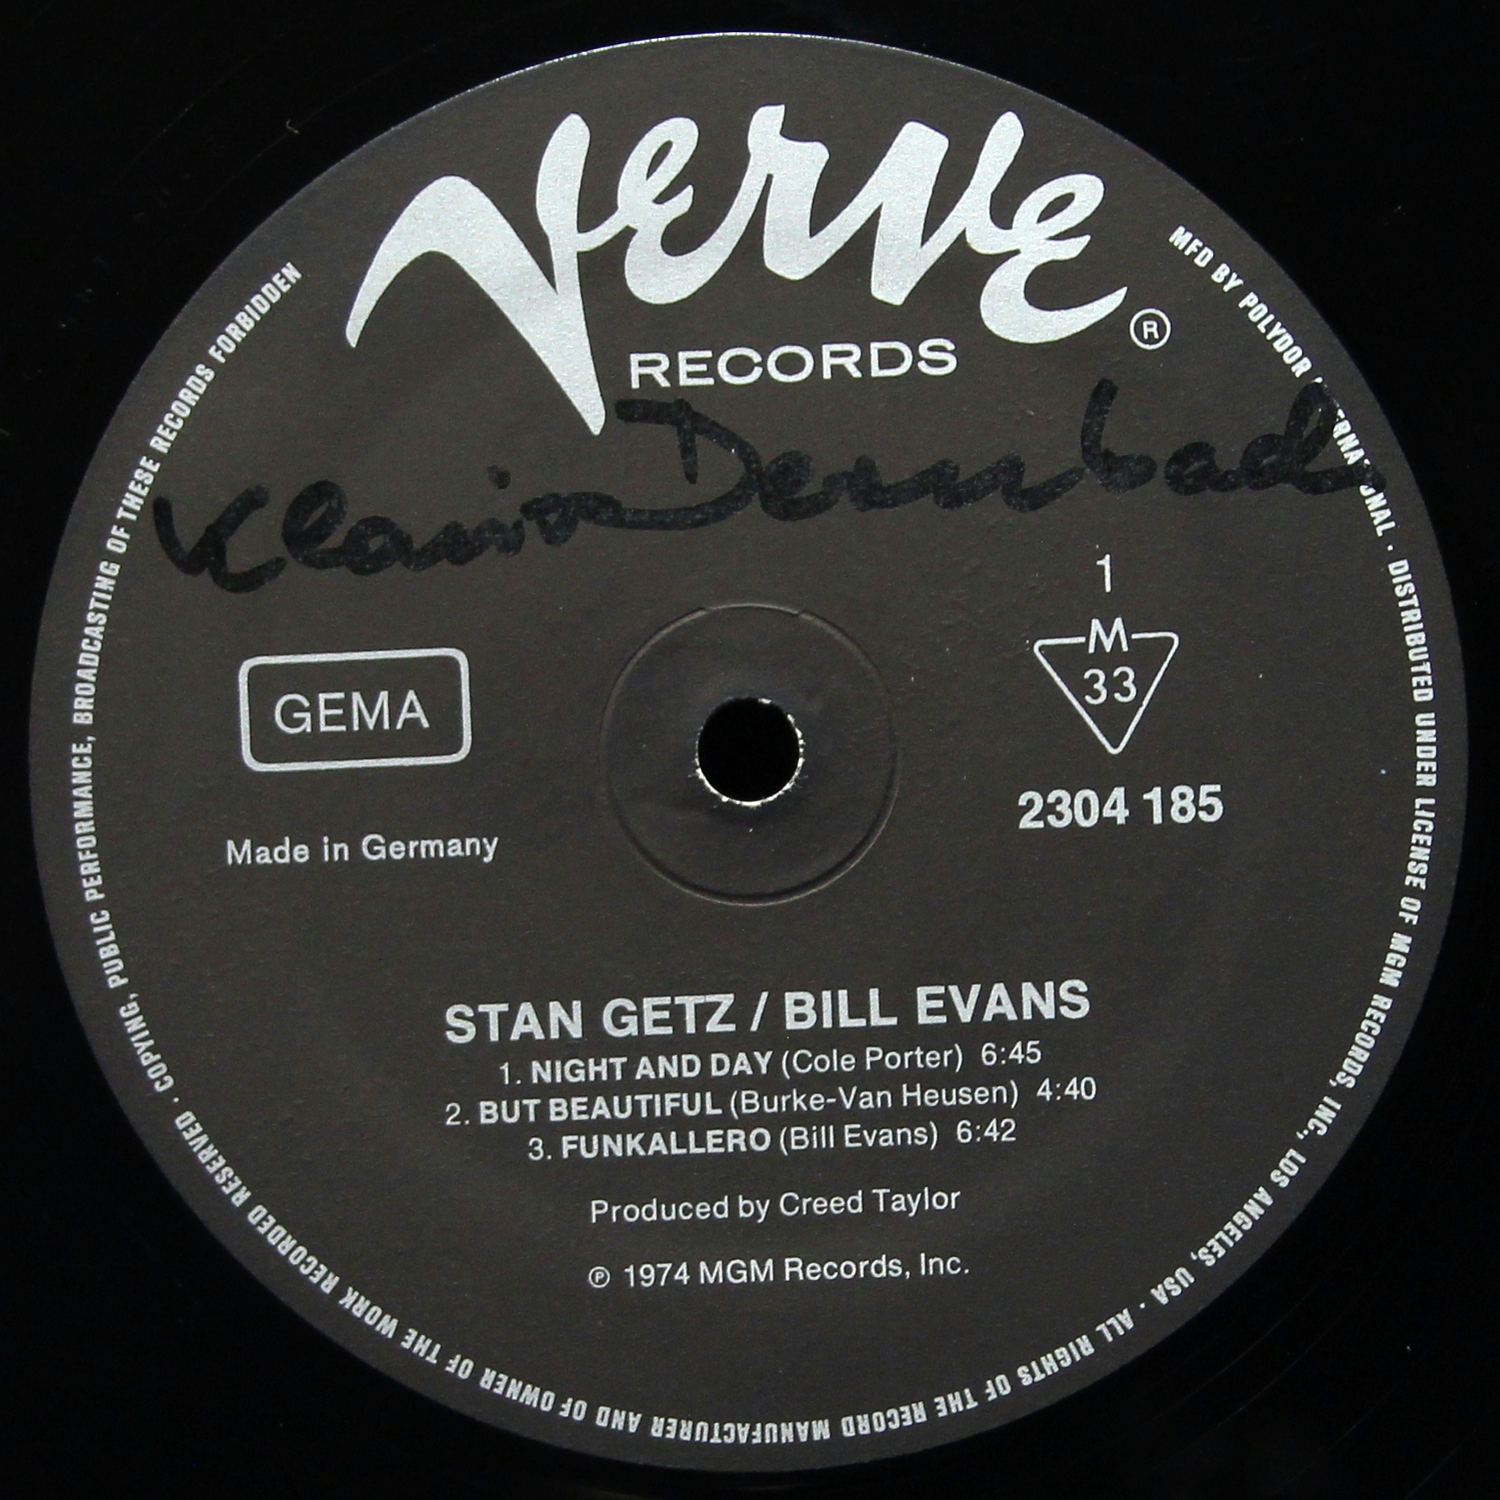 Verve ®
RECORDS
Dernbach
1
M
33
GEMA
2304 185
Made in Germany
STAN GETZ / BILL EVANS
1. NIGHT AND DAY (Cole Porter) 6:45
2. BUT BEAUTIFUL (Burke-Van Heusen) 4:40
3. FUNKALLERO (Bill Evans) 6:42
Produced by Creed Taylor
℗ 1974 MGM Records, Inc.
MFD BY POLYDOR INTERNATIONAL · DISTRIBUTED UNDER LICENSE OF MGM RECORDS, INC., LOS ANGELES, USA · ALL RIGHTS OF THE RECORD MANUFACTURER AND OF OWNER OF THE WORK RECORDED RESERVED · COPYING, PUBLIC PERFORMANCE, BROADCASTING OF THESE RECORDS FORBIDDEN